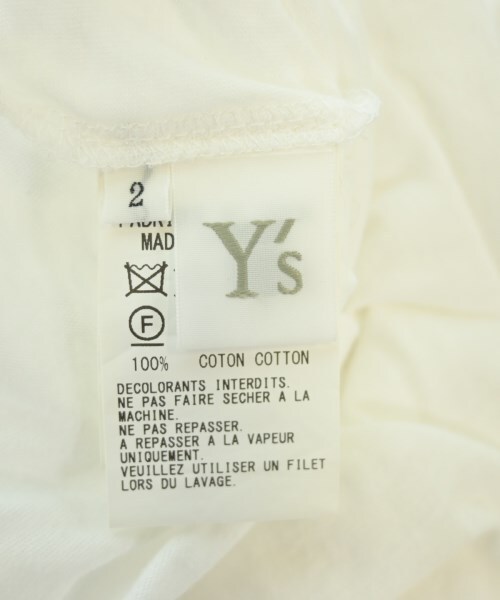 2
Y's
MAD
F
100% COTON COTTON
DECOLORANTS INTERDITS.
NE PAS FAIRE SECHER A LA
MACHINE.
NE PAS REPASSER.
A REPASSER A LA VAPEUR
UNIQUEMENT.
VEUILLEZ UTILISER UN FILET
LORS DU LAVAGE.